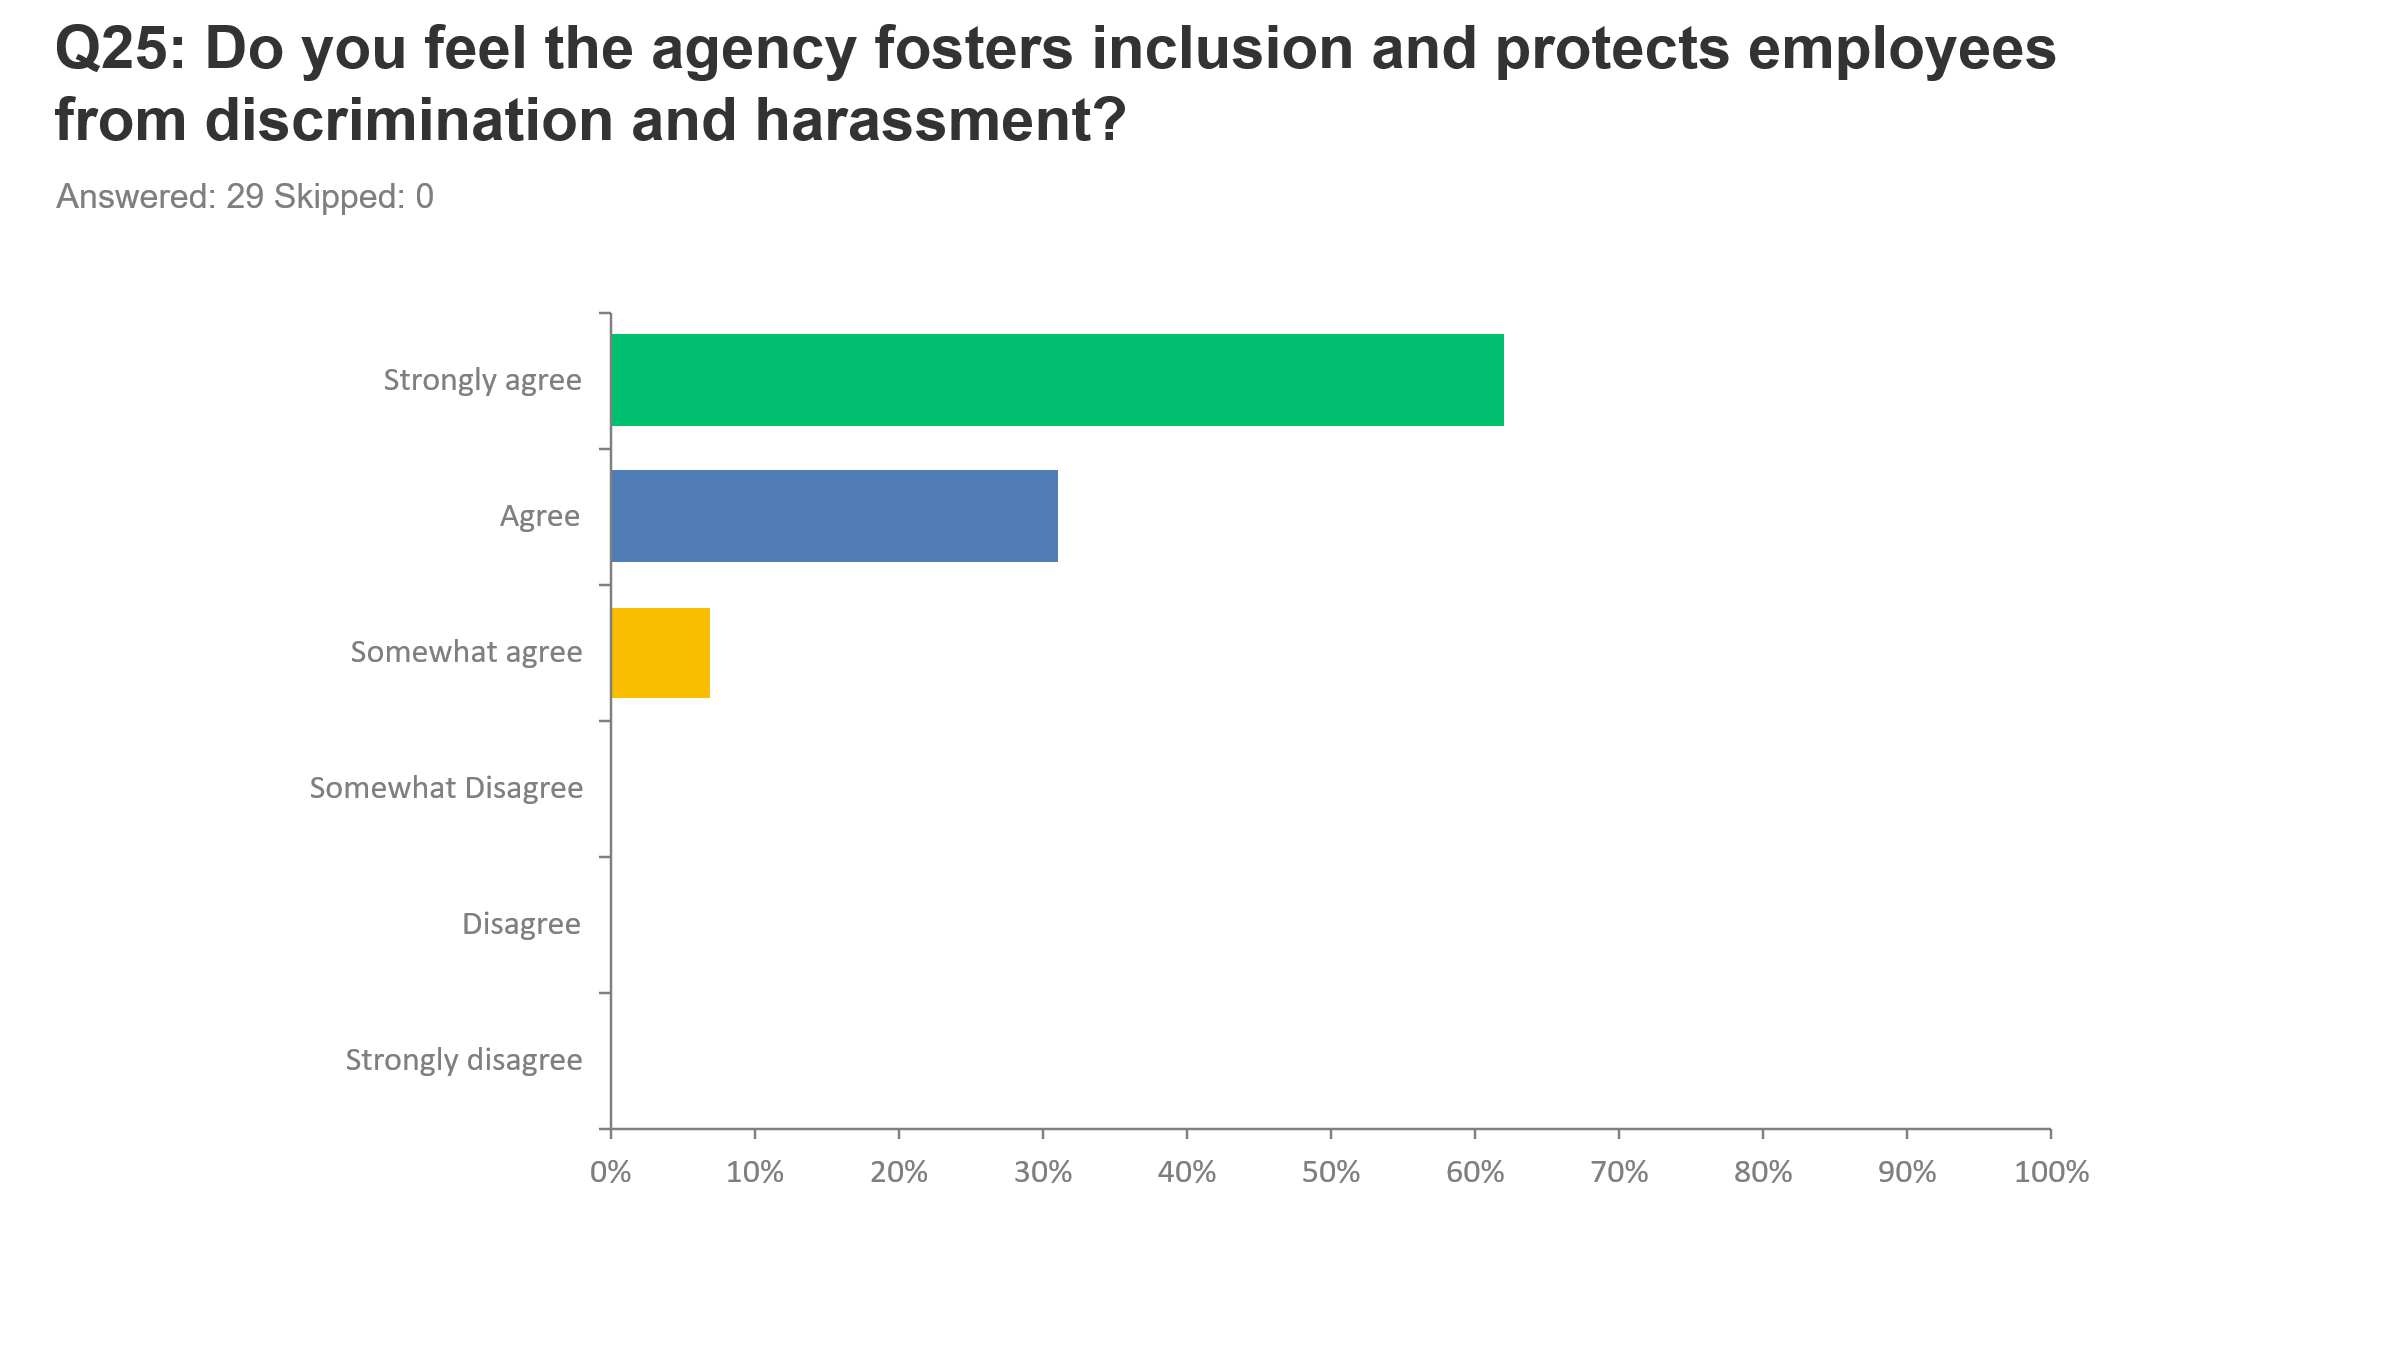 Q25: Do you feel the agency fosters inclusion and protects employees
from discrimination and harassment?
Answered: 29 Skipped: 0
Strongly agree
Agree
Somewhat agree
Somewhat Disagree
Disagree
Strongly disagree
0% 10% 20% 30% 40% 50% 60% 70% 80% 90% 100%